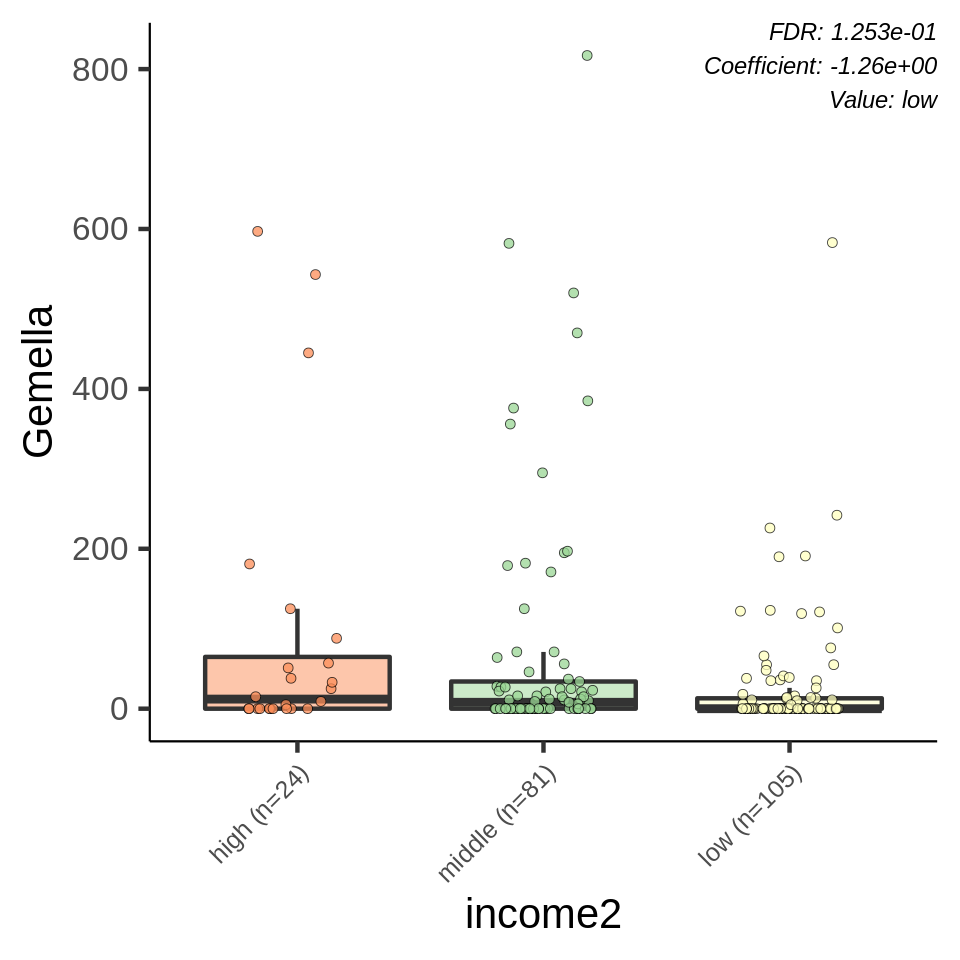 FDR: 1.253e-01
Coefficient: -1.26e+00
Value: low
800
600
400
200
0
Gemella
high (n=24)
middle (n=81)
low (n=105)
income2